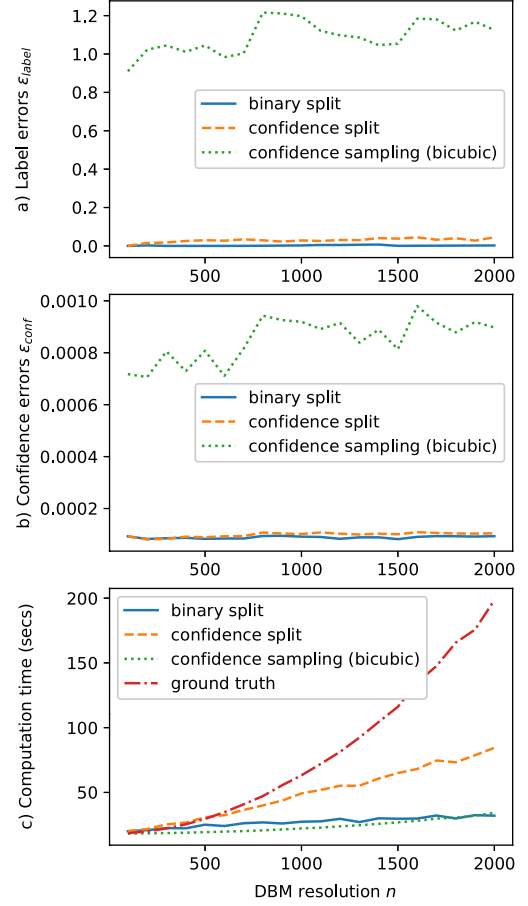 a) Label errors ε_label
1.2
1.0
0.8
0.6
0.4
0.2
0.0
binary split
confidence split
confidence sampling (bicubic)
500
1000
1500
2000
b) Confidence errors ε_conf
0.0010
0.0008
0.0006
0.0004
0.0002
binary split
confidence split
confidence sampling (bicubic)
500
1000
1500
2000
c) Computation time (secs)
200
150
100
50
binary split
confidence split
confidence sampling (bicubic)
ground truth
500
1000
1500
2000
DBM resolution n